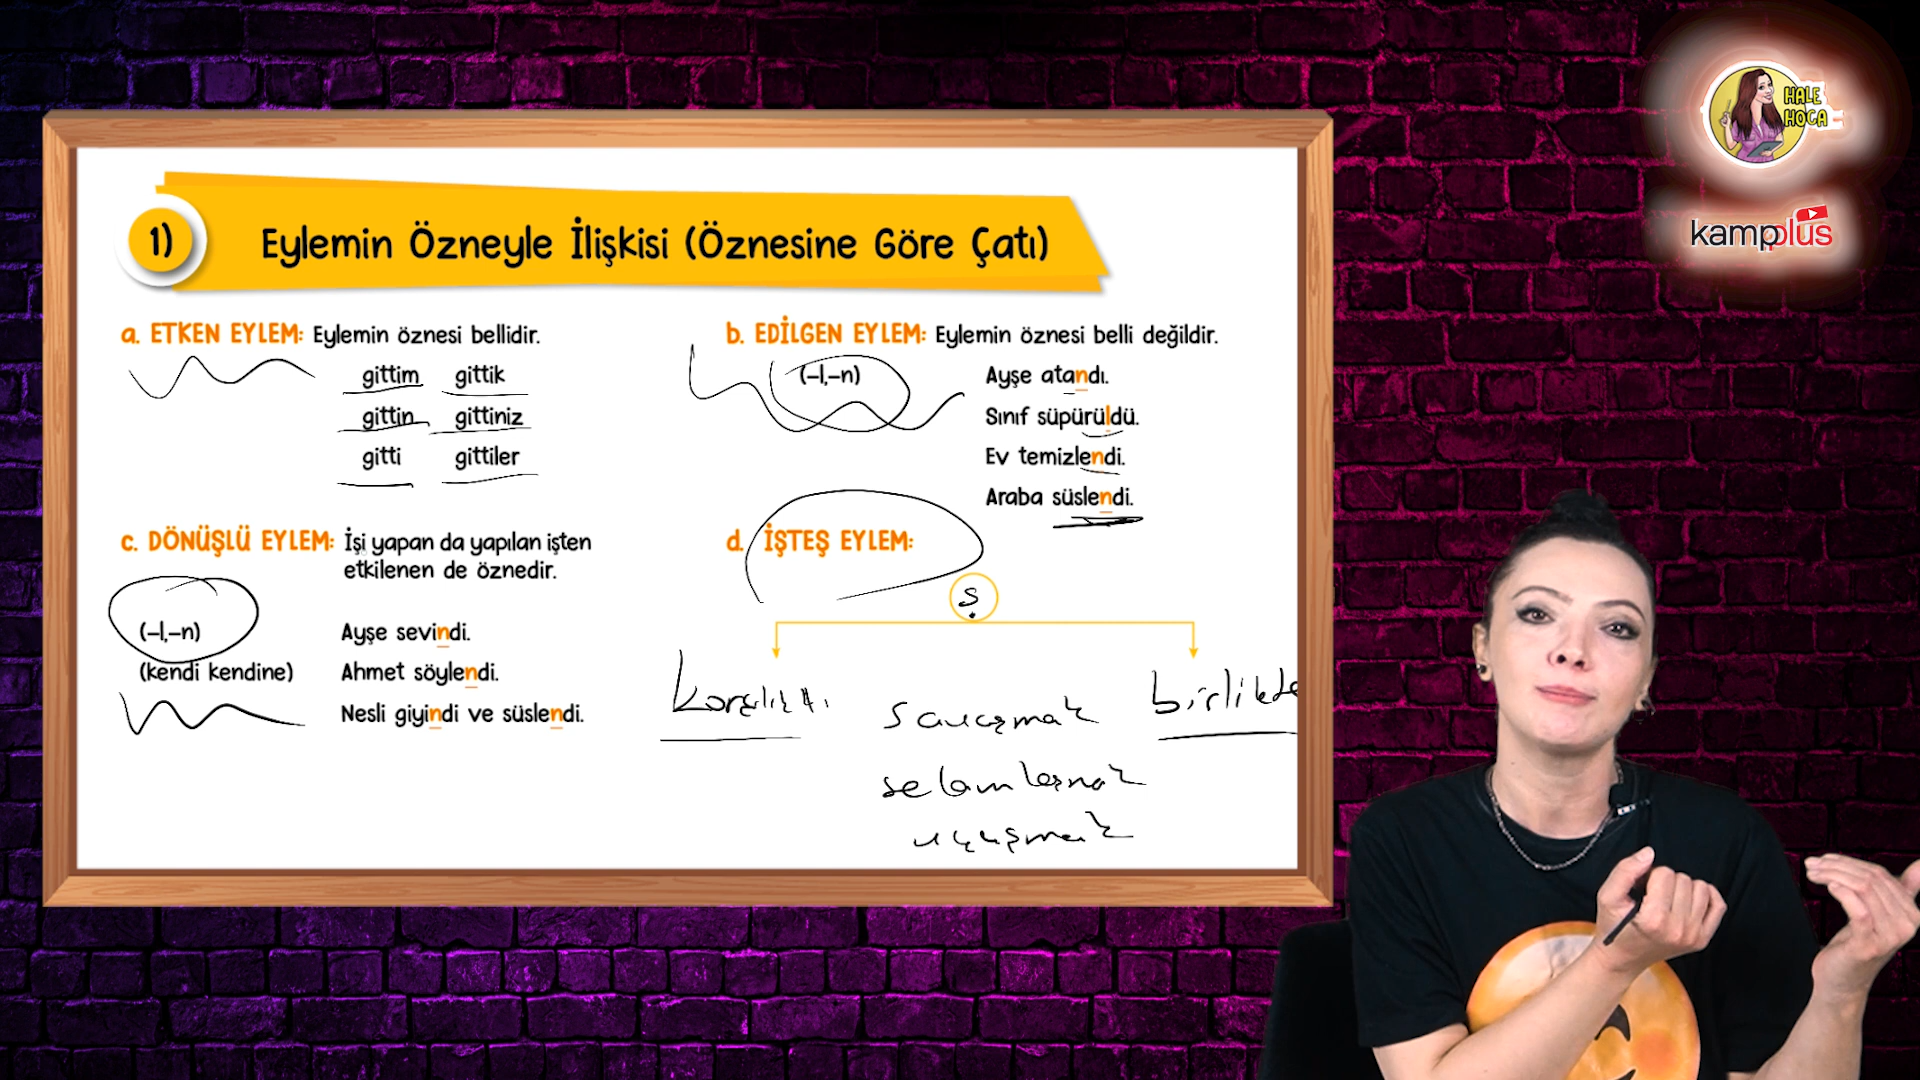 1) Eylemin Özneyle İlişkisi (Öznesine Göre Çatı)
a. ETKEN EYLEM: Eylemin öznesi bellidir.
gittim gittik
gittin gittiniz
gitti gittiler
b. EDİLGEN EYLEM: Eylemin öznesi belli değildir.
(–l,–n)
Ayşe atandı.
Sınıf süpürüldü.
Ev temizlendi.
Araba süslendi.
c. DÖNÜŞLÜ EYLEM: İşi yapan da yapılan işten
etkilenen de öznedir.
(–l,–n)
(kendi kendine)
Ayşe sevindi.
Ahmet söylendi.
Nesli giyindi ve süslendi.
d. İŞTEŞ EYLEM:
ş
karşılıklı
birlikte
savaşmak
selamlaşmak
uçuşmak
HALE
HOCA
kampplus